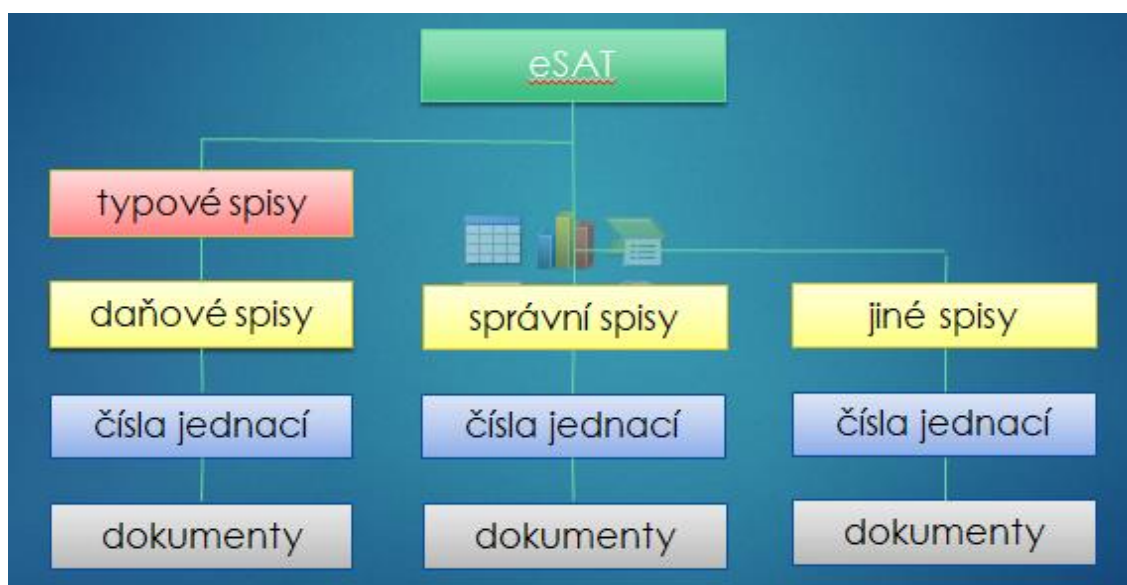 eSAT
typové spisy
daňové spisy
správní spisy
jiné spisy
čísla jednací
čísla jednací
čísla jednací
dokumenty
dokumenty
dokumenty